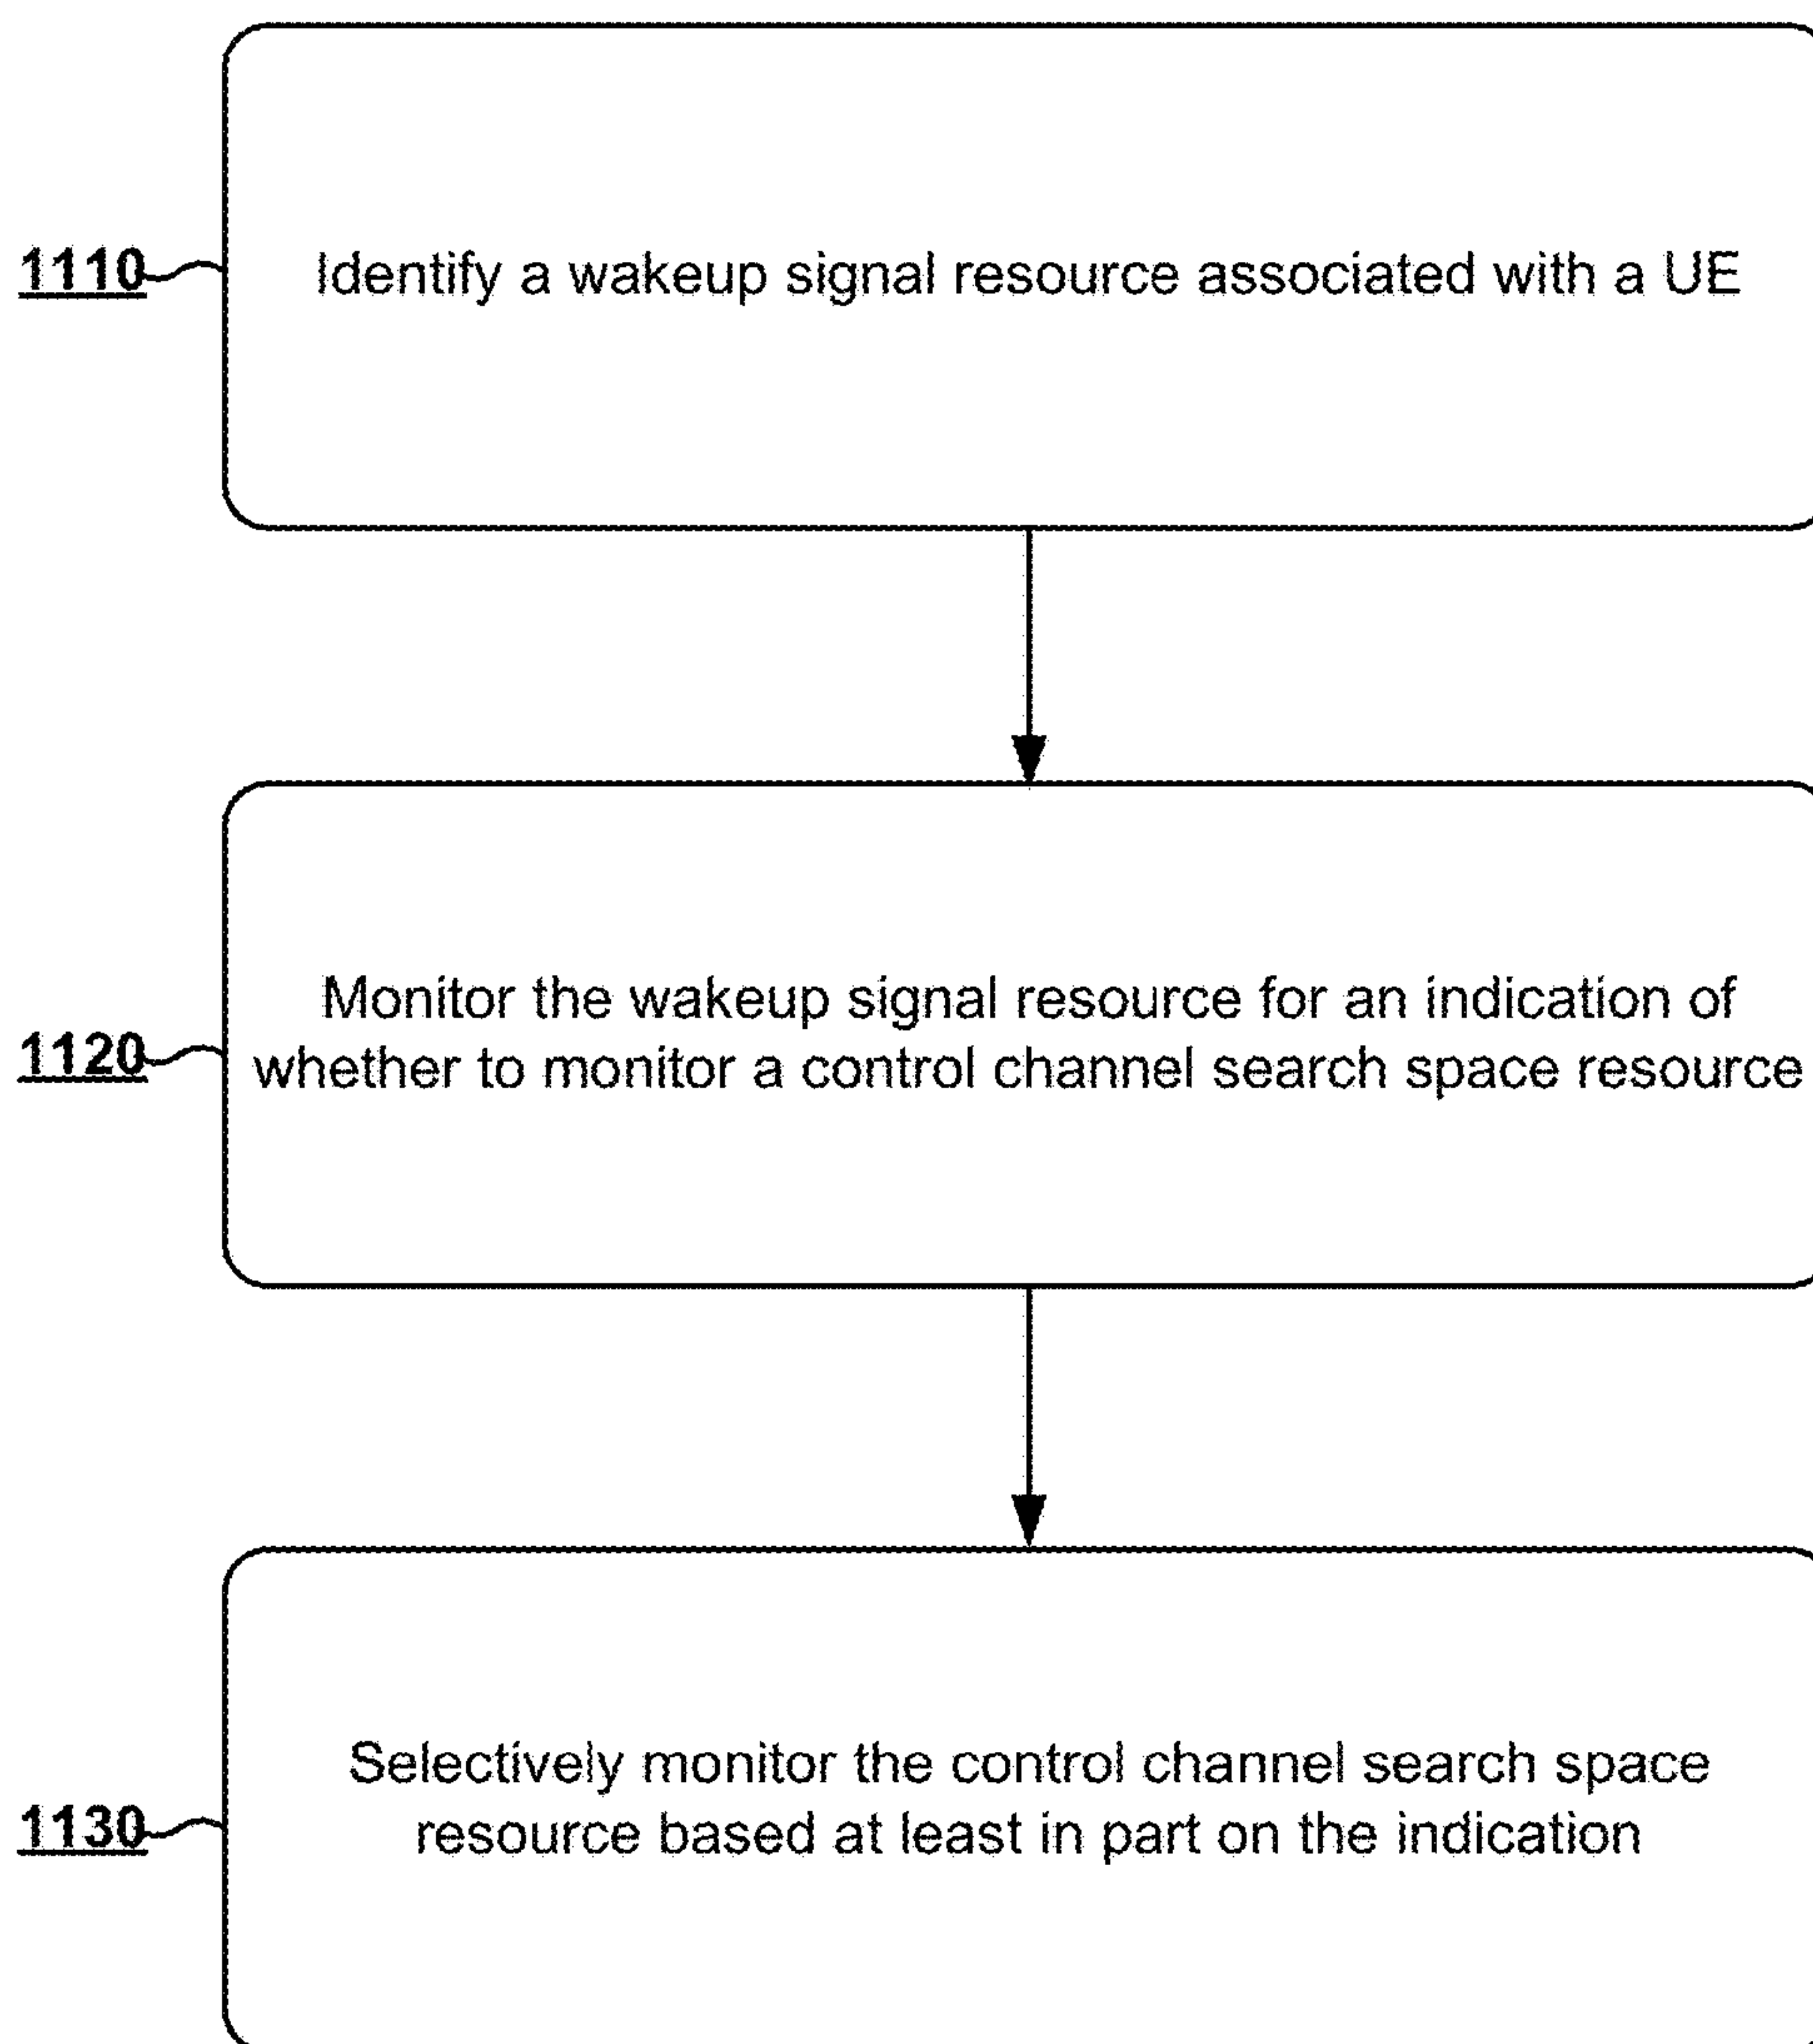 1110
Identify a wakeup signal resource associated with a UE
1120
Monitor the wakeup signal resource for an indication of
whether to monitor a control channel search space resource
1130
Selectively monitor the control channel search space
resource based at least in part on the indication